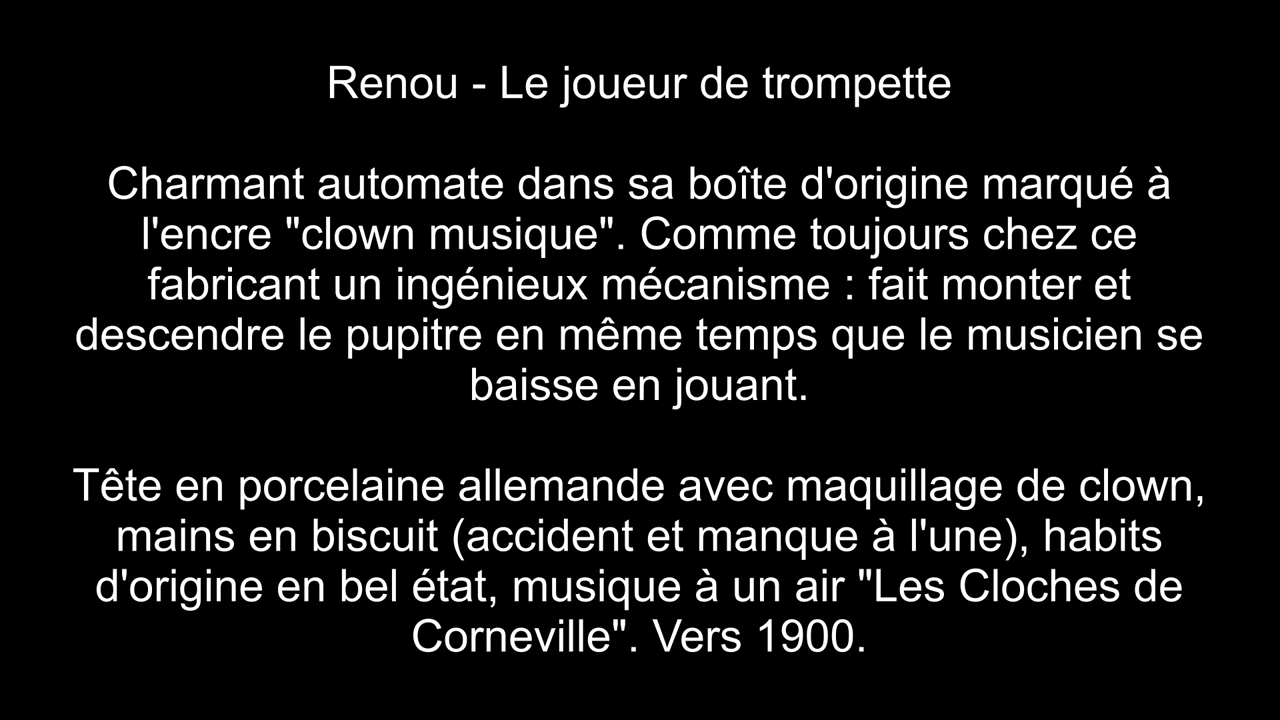 Renou - Le joueur de trompette
Charmant automate dans sa boîte d'origine marqué à
l'encre "clown musique". Comme toujours chez ce
fabricant un ingénieux mécanisme : fait monter et
descendre le pupitre en même temps que le musicien se
baisse en jouant.
Tête en porcelaine allemande avec maquillage de clown,
mains en biscuit (accident et manque à l'une), habits
d'origine en bel état, musique à un air "Les Cloches de
Corneville". Vers 1900.